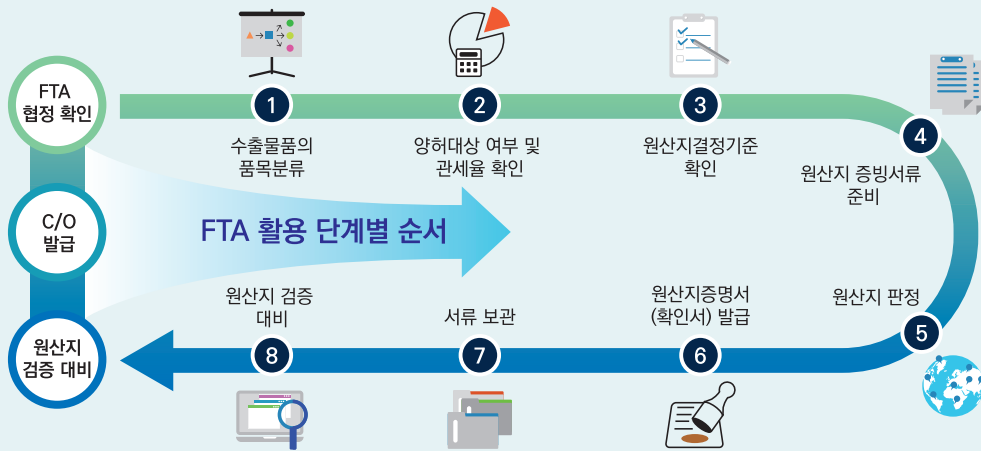 FTA
협정 확인
C/O
발급
원산지
검증 대비
FTA 활용 단계별 순서
1
수출물품의
품목분류
2
양허대상 여부 및
관세율 확인
3
원산지결정기준
확인
4
원산지 증빙서류
준비
5
원산지 판정
6
원산지증명서
(확인서) 발급
7
서류 보관
8
원산지 검증
대비